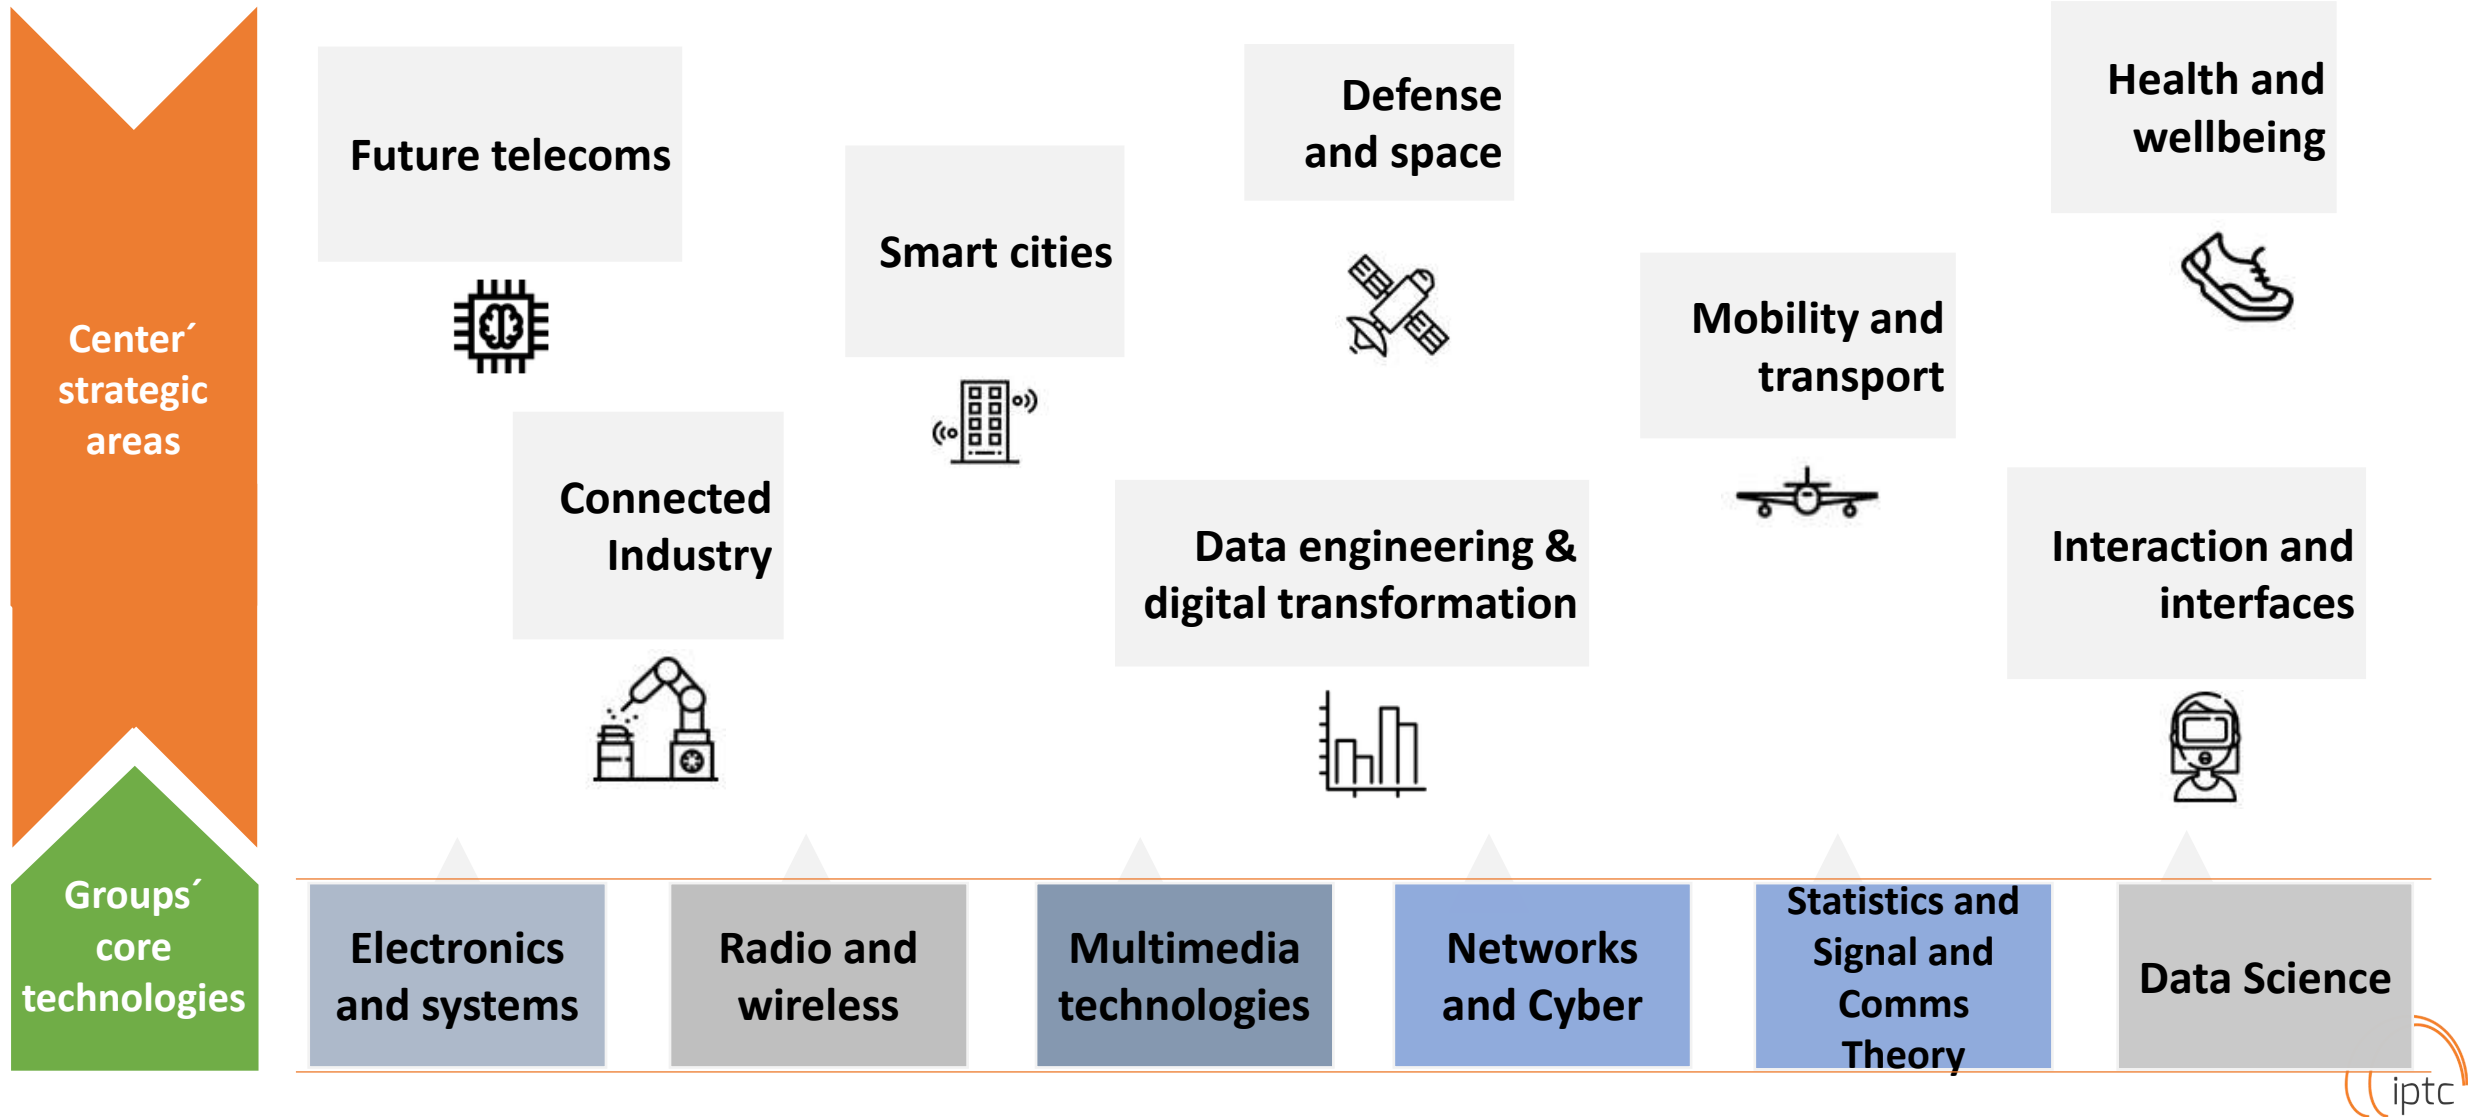 Center´
strategic
areas
Future telecoms
Connected
Industry
Smart cities
Defense
and space
Data engineering &
digital transformation
Mobility and
transport
Health and
wellbeing
Interaction and
interfaces
Groups´
core
technologies
Electronics
and systems
Radio and
wireless
Multimedia
technologies
Networks
and Cyber
Statistics and
Signal and
Comms
Theory
Data Science
iptc